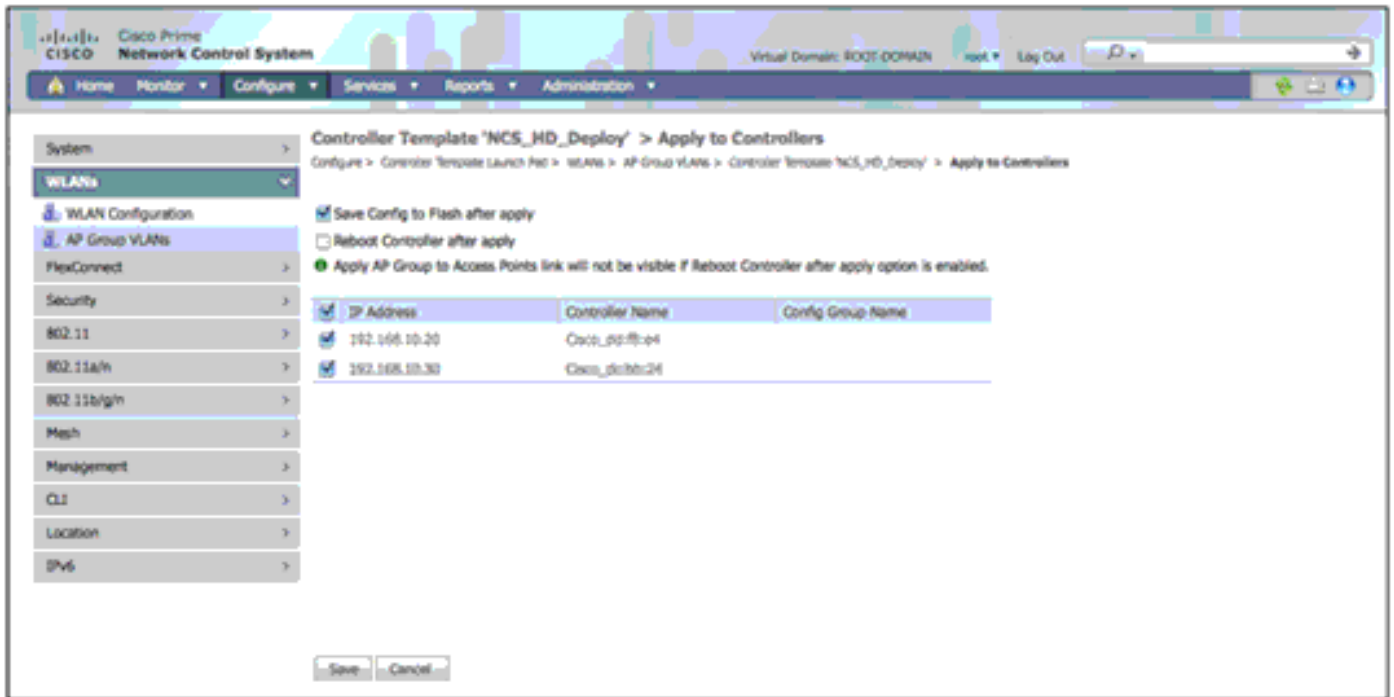 Cisco Prime
CISCO Network Control System
Virtual Domain: ROOT-DOMAIN root Log Out
Home Monitor Configure Services Reports Administration
System
WLANs
WLAN Configuration
AP Group VLANs
FlexConnect
Security
802.11
802.11a/n
802.11b/g/n
Mesh
Management
CLI
Location
IPv6
Controller Template 'NCS_HD_Deploy' > Apply to Controllers
Configure > Controller Template Launch Pad > WLANs > AP Group VLANs > Controller Template 'NCS_HD_Deploy' > Apply to Controllers
Save Config to Flash after apply
Reboot Controller after apply
Apply AP Group to Access Points link will not be visible if Reboot Controller after apply option is enabled.
IP Address Controller Name Config Group Name
192.168.10.20
192.168.10.30
Save Cancel